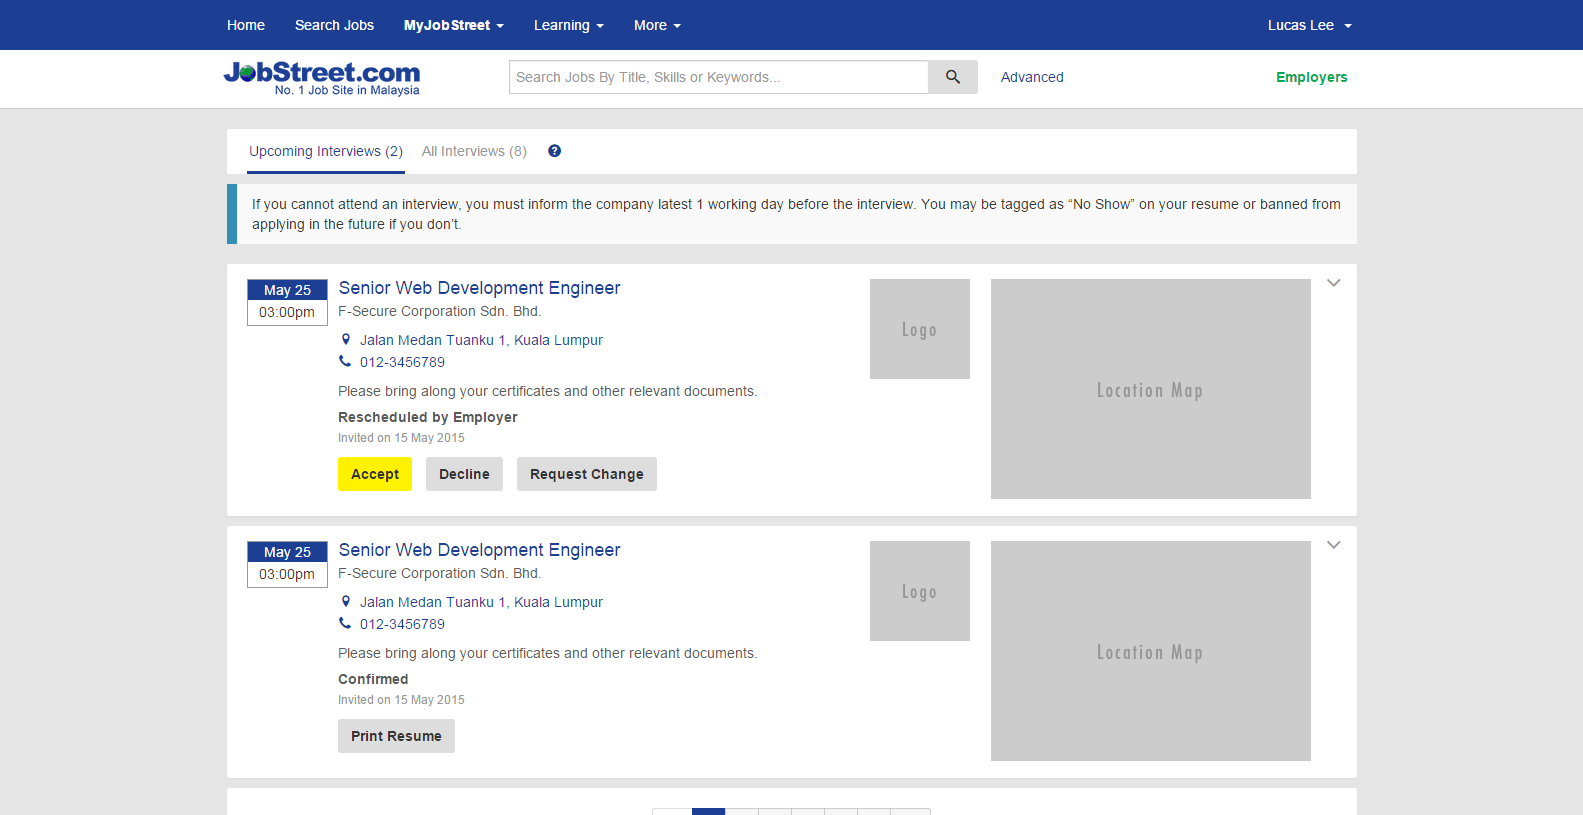 Home Search Jobs MyJobStreet Learning More Lucas Lee
JobStreet.com
No. 1 Job Site in Malaysia
Search Jobs By Title, Skills or Keywords... Advanced Employers
Upcoming Interviews (2) All Interviews (8) ?
If you cannot attend an interview, you must inform the company latest 1 working day before the interview. You may be tagged as “No Show” on your resume or banned from
applying in the future if you don’t.
May 25
03:00pm
Senior Web Development Engineer
F-Secure Corporation Sdn. Bhd.
Jalan Medan Tuanku 1, Kuala Lumpur
012-3456789
Please bring along your certificates and other relevant documents.
Rescheduled by Employer
Invited on 15 May 2015
Accept Decline Request Change
Logo
Location Map
May 25
03:00pm
Senior Web Development Engineer
F-Secure Corporation Sdn. Bhd.
Jalan Medan Tuanku 1, Kuala Lumpur
012-3456789
Please bring along your certificates and other relevant documents.
Confirmed
Invited on 15 May 2015
Print Resume
Logo
Location Map